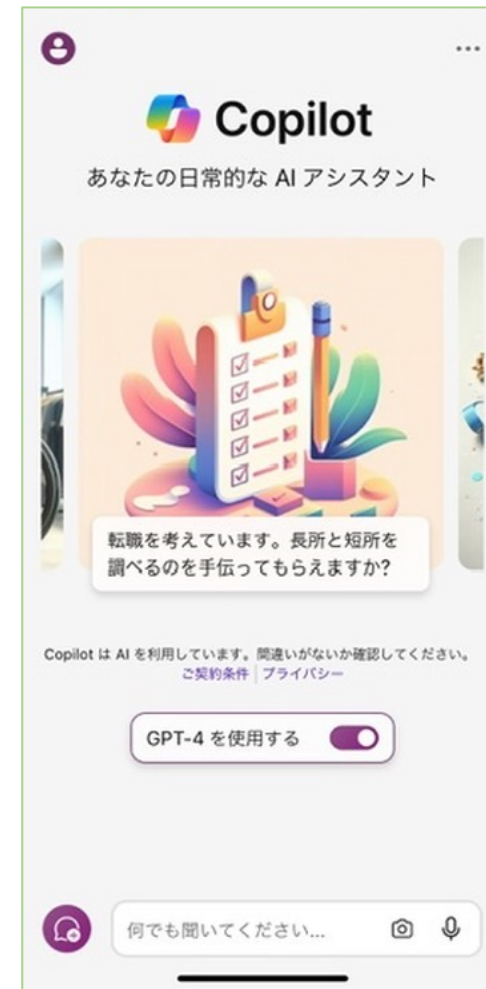 Copilot
あなたの日常的な AI アシスタント
転職を考えています。長所と短所を
調べるのを手伝ってもらえますか?
Copilot は AI を利用しています。間違いがないか確認してください。
ご契約条件 | プライバシー
GPT-4 を使用する
何でも聞いてください...